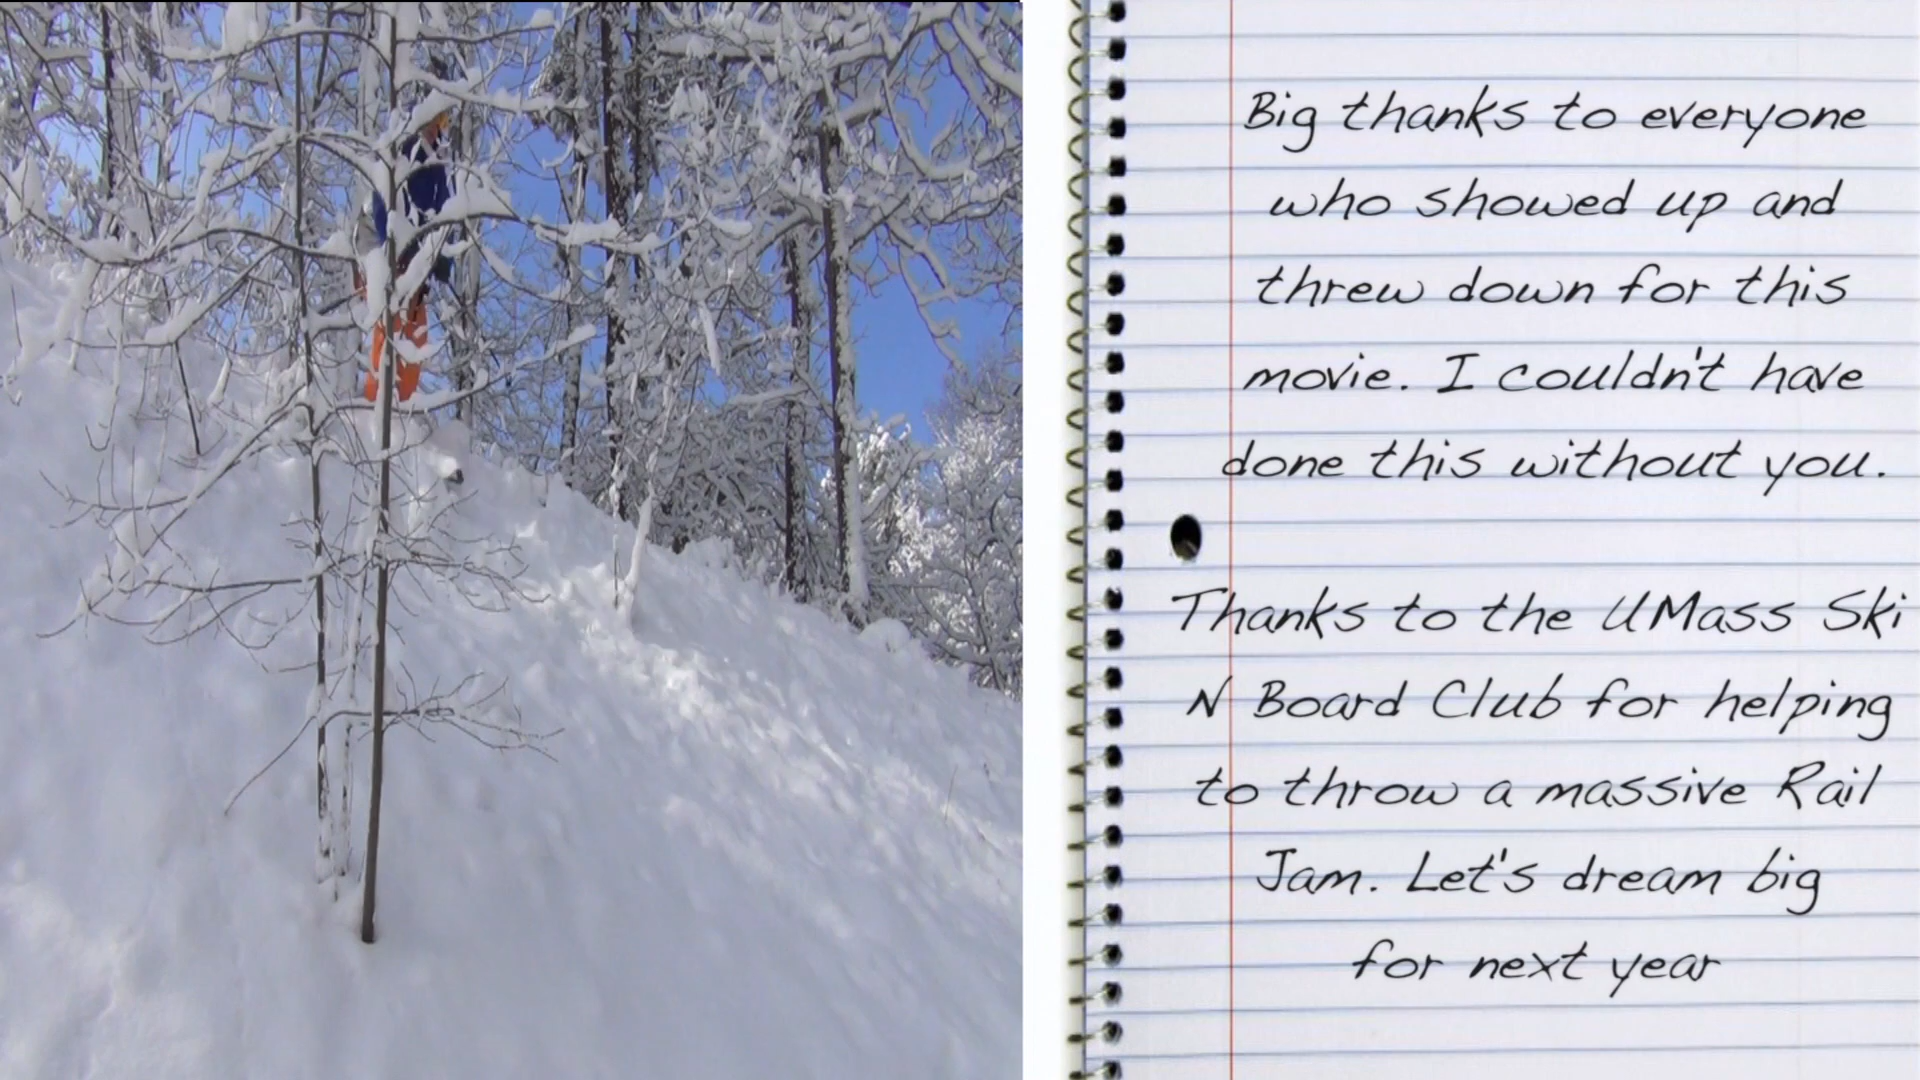 Big thanks to everyone
who showed up and
threw down for this
movie. I couldn't have
done this without you.
Thanks to the UMass Ski
N Board Club for helping
to throw a massive Rail
Jam. Let's dream big
for next year